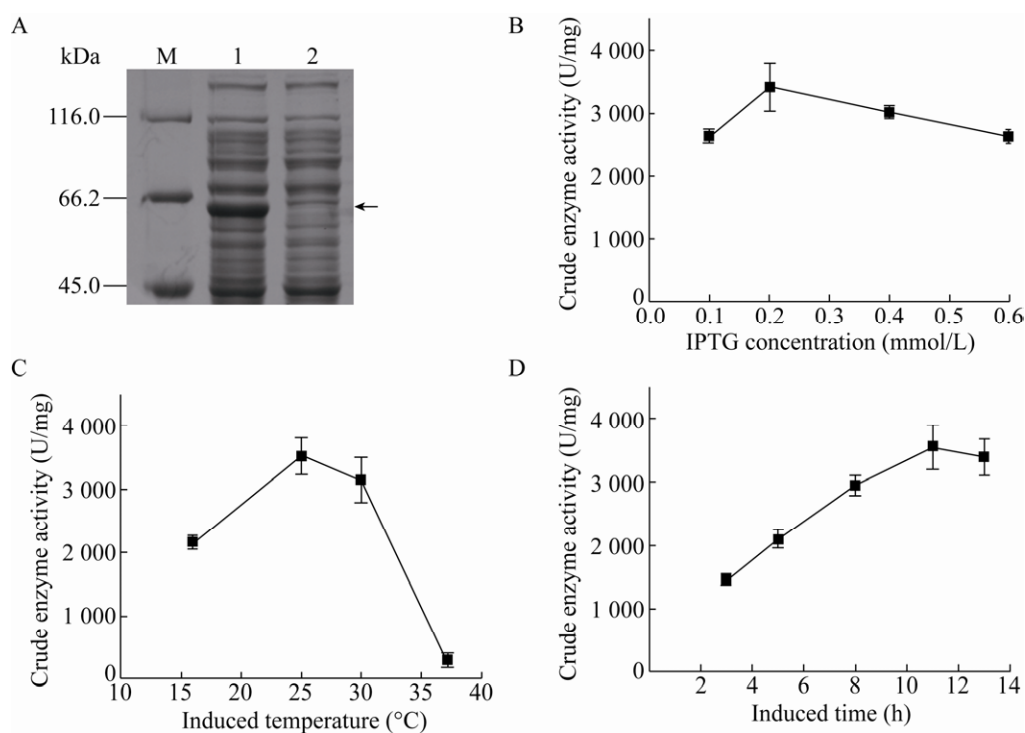 A
kDa M 1 2
116.0
66.2
45.0
B
Crude enzyme activity (U/mg)
4 000
3 000
2 000
1 000
0
0.0 0.1 0.2 0.3 0.4 0.5 0.6
IPTG concentration (mmol/L)
C
Crude enzyme activity (U/mg)
4 000
3 000
2 000
1 000
0
10 15 20 25 30 35 40
Induced temperature (°C)
D
Crude enzyme activity (U/mg)
4 000
3 000
2 000
1 000
0
2 4 6 8 10 12 14
Induced time (h)